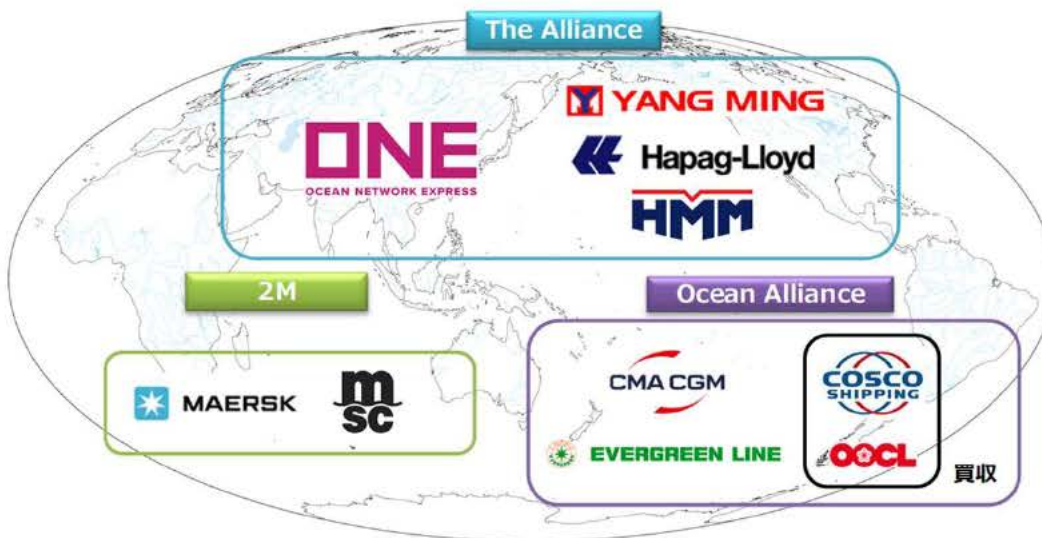 The Alliance
ONE
OCEAN NETWORK EXPRESS
YANG MING
Hapag-Lloyd
HMM
2M
MAERSK
msc
Ocean Alliance
CMA CGM
EVERGREEN LINE
COSCO
SHIPPING
OOCL
買収